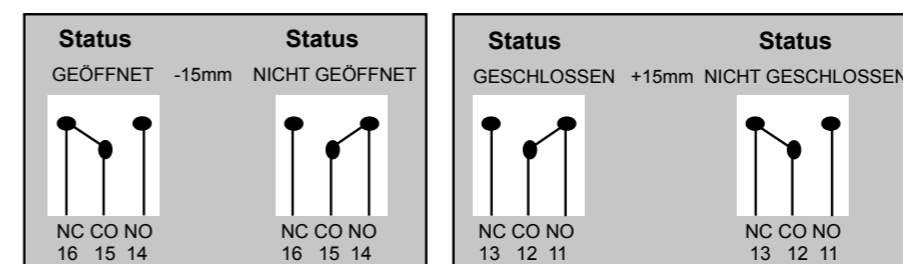 Status Status
GEÖFFNET -15mm NICHT GEÖFFNET
NC CO NO NC CO NO
16 15 14 16 15 14
Status Status
GESCHLOSSEN +15mm NICHT GESCHLOSSEN
NC CO NO NC CO NO
13 12 11 13 12 11